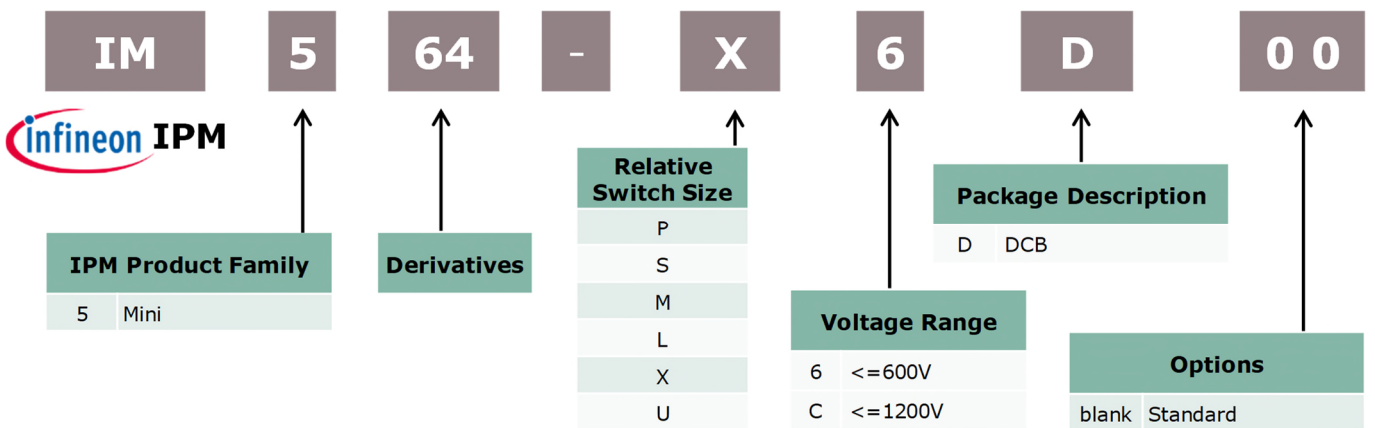 IM 5 64 - X 6 D 0 0
infineon IPM
IPM Product Family
5 Mini
Derivatives
Relative
Switch Size
P
S
M
L
X
U
Voltage Range
6 <=600V
C <=1200V
Package Description
D DCB
Options
blank Standard